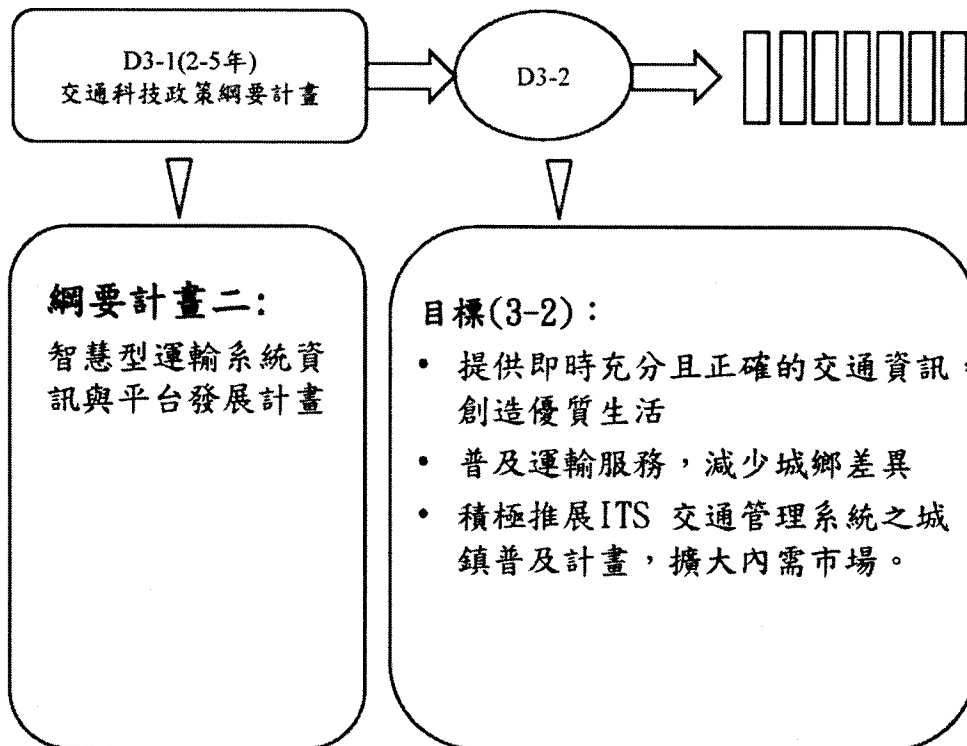 D3-1(2-5年)
交通科技政策綱要計畫
D3-2
綱要計畫二:
智慧型運輸系統資
訊與平台發展計畫
目標(3-2):
• 提供即時充分且正確的交通資訊，
創造優質生活
• 普及運輸服務，減少城鄉差異
• 積極推展ITS 交通管理系統之城
鎮普及計畫，擴大內需市場。